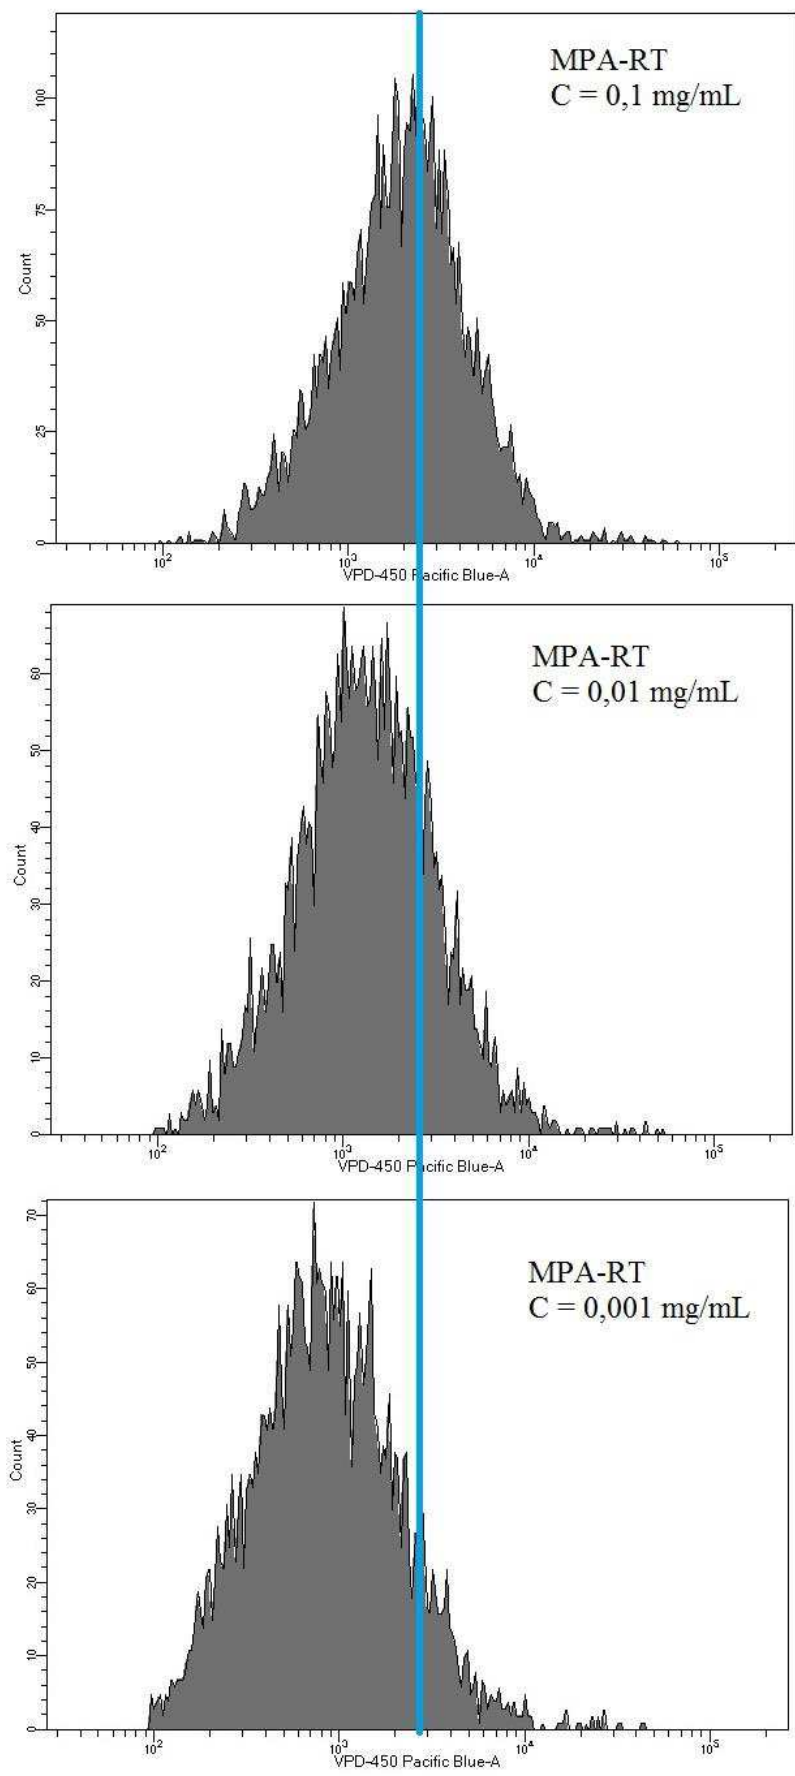 MPA-RT
C = 0,1 mg/mL
100
75
50
25
0
Count
10²
10³
10⁴
10⁵
VPD-450 Pacific Blue-A
MPA-RT
C = 0,01 mg/mL
60
50
40
30
20
10
0
Count
10²
10³
10⁴
10⁵
VPD-450 Pacific Blue-A
MPA-RT
C = 0,001 mg/mL
70
60
50
40
30
20
10
0
Count
10²
10³
10⁴
10⁵
VPD-450 Pacific Blue-A